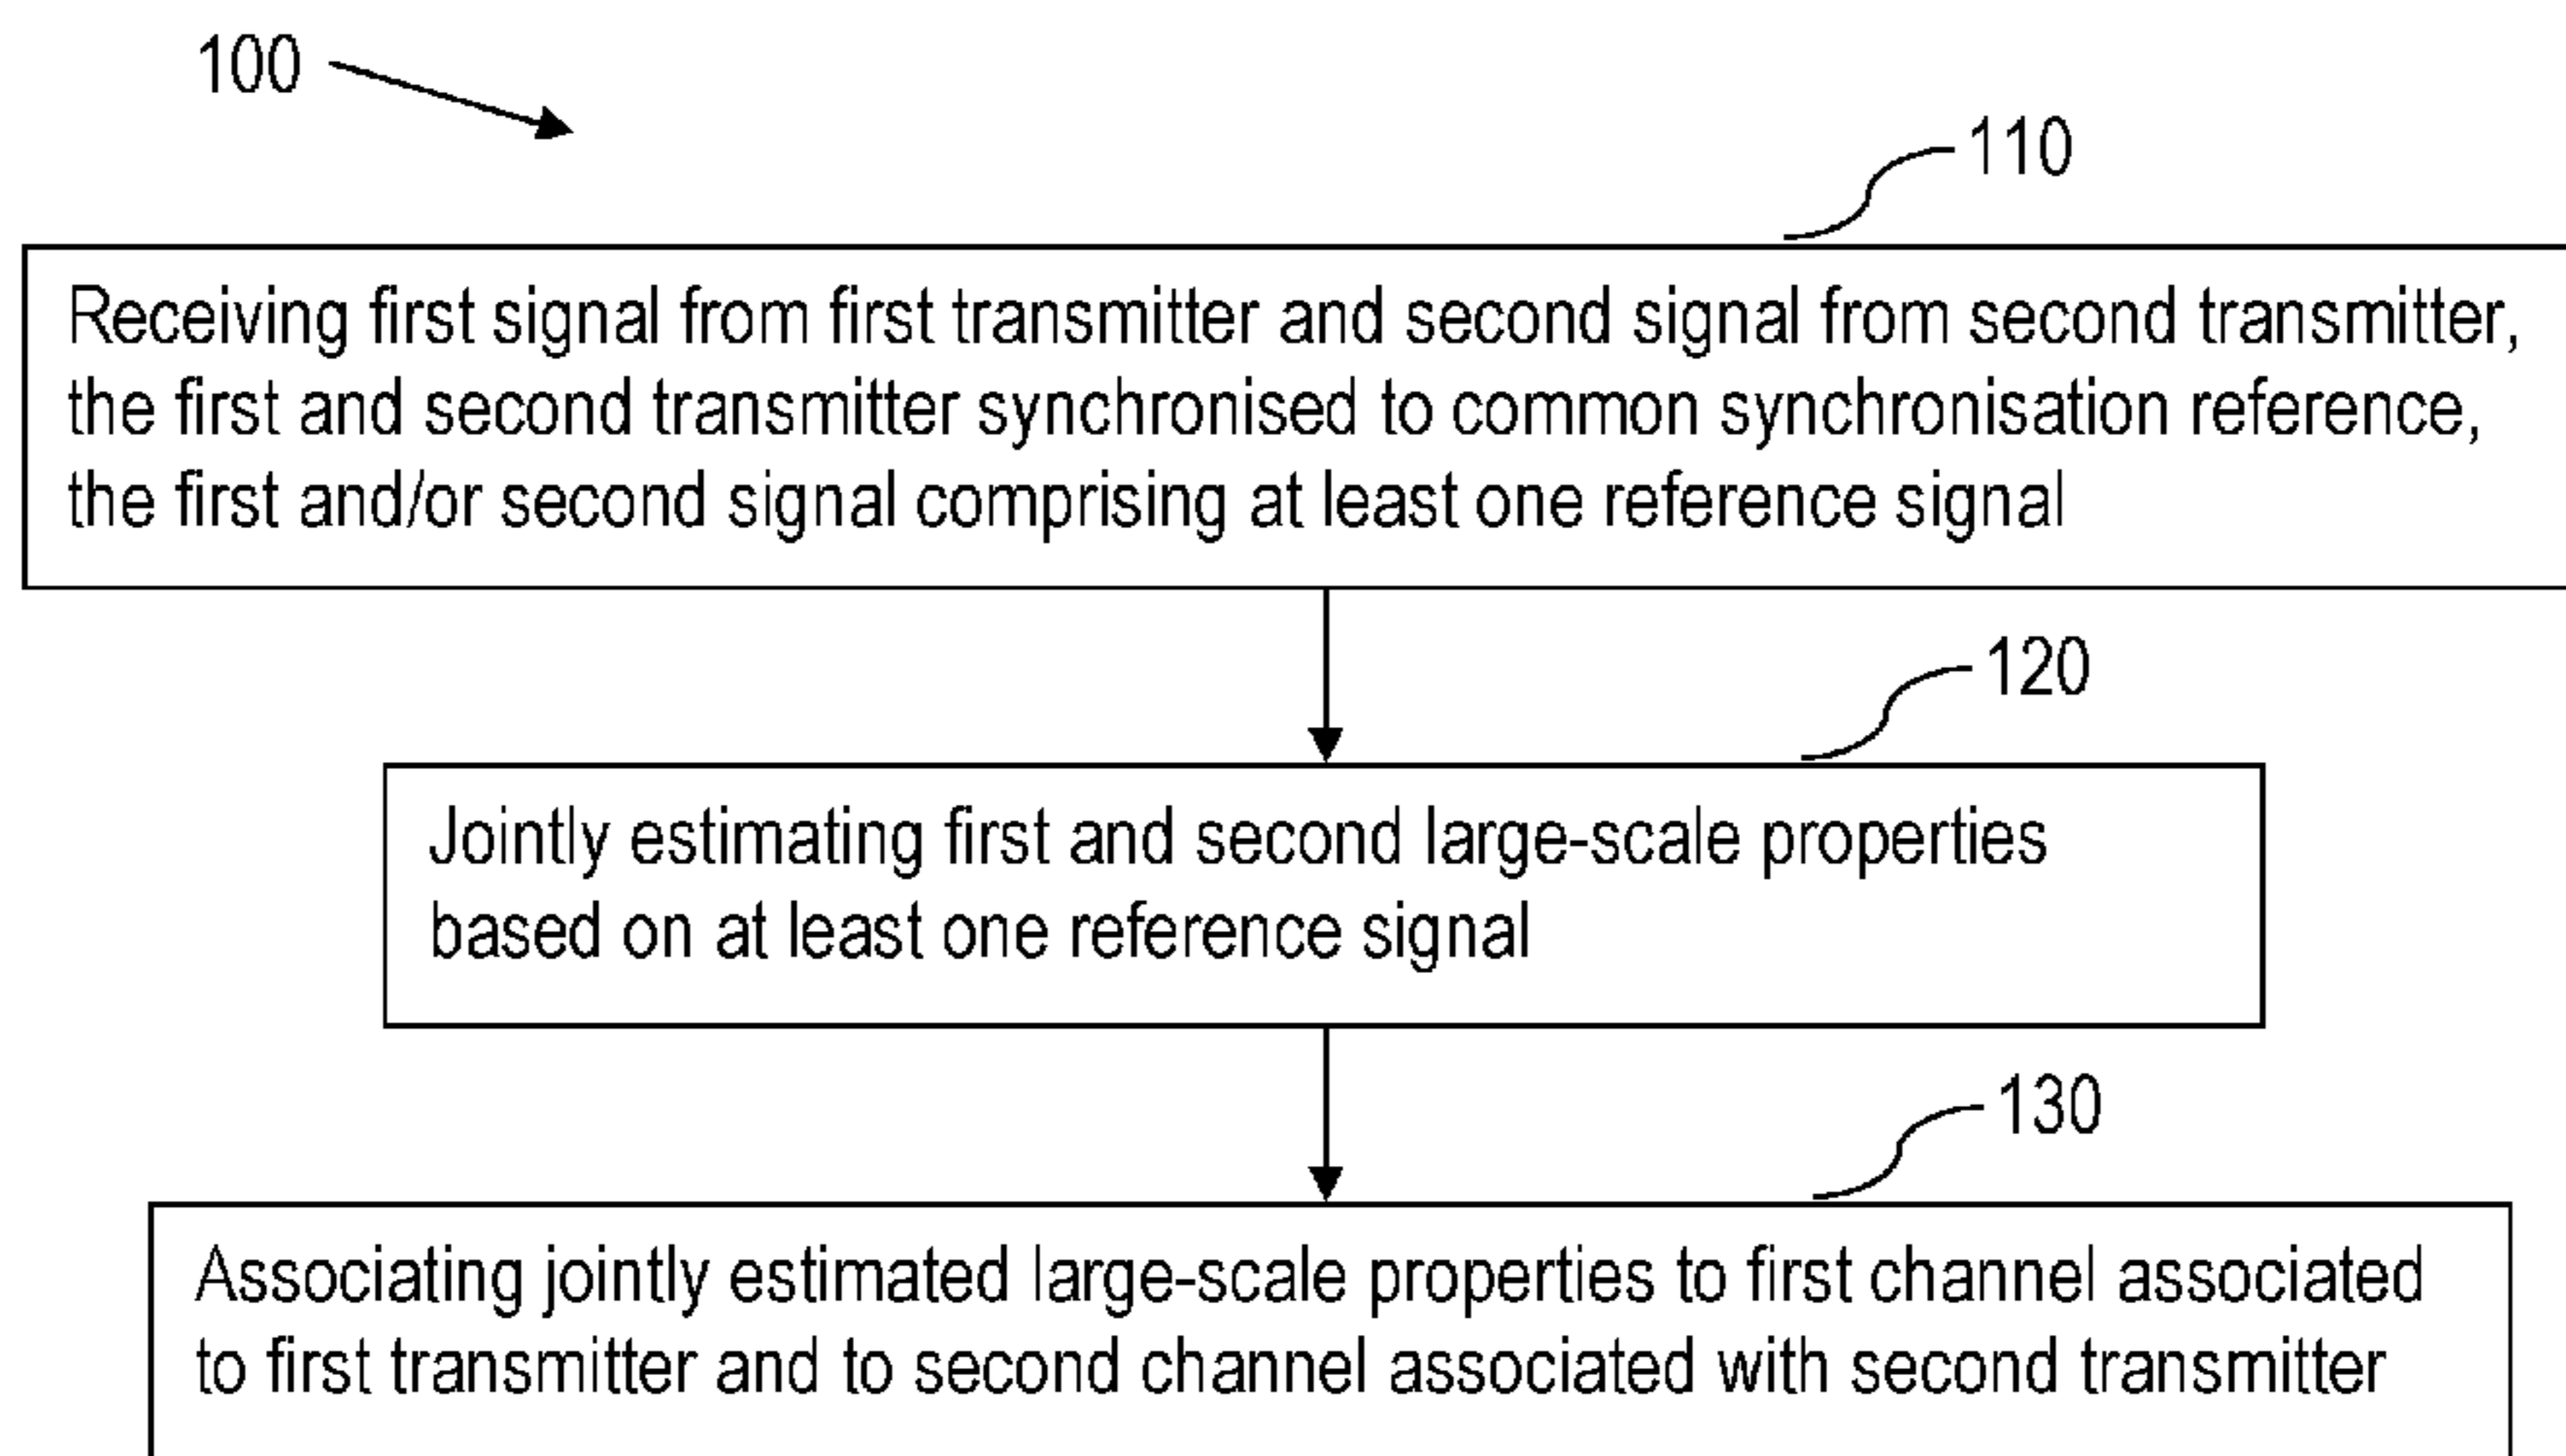 100
110
Receiving first signal from first transmitter and second signal from second transmitter,
the first and second transmitter synchronised to common synchronisation reference,
the first and/or second signal comprising at least one reference signal
120
Jointly estimating first and second large-scale properties
based on at least one reference signal
130
Associating jointly estimated large-scale properties to first channel associated
to first transmitter and to second channel associated with second transmitter